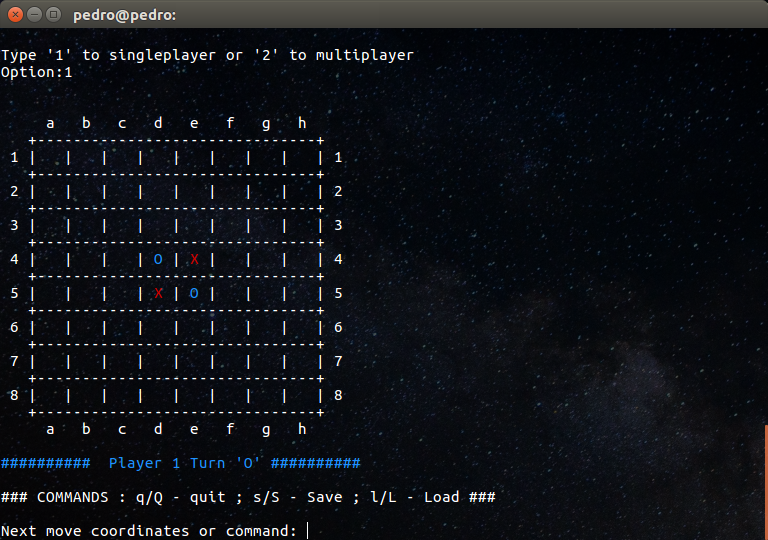 pedro@pedro:
Type '1' to singleplayer or '2' to multiplayer
Option:1
a b c d e f g h
+-------------------------------+
1 | | | | | | | | | 1
+-------------------------------+
2 | | | | | | | | | 2
+-------------------------------+
3 | | | | | | | | | 3
+-------------------------------+
4 | | | | O | X | | | | 4
+-------------------------------+
5 | | | | X | O | | | | 5
+-------------------------------+
6 | | | | | | | | | 6
+-------------------------------+
7 | | | | | | | | | 7
+-------------------------------+
8 | | | | | | | | | 8
+-------------------------------+
a b c d e f g h
########## Player 1 Turn 'O' ##########
### COMMANDS : q/Q - quit ; s/S - Save ; l/L - Load ###
Next move coordinates or command: